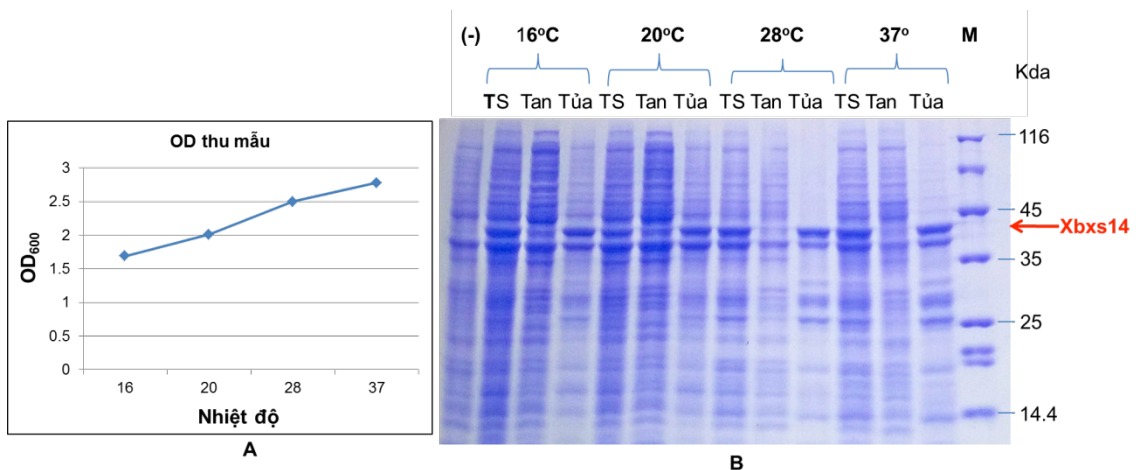 OD thu mẫu
3
2.5
2
1.5
1
0.5
0
OD600
16 20 28 37
Nhiệt độ
A
(-) 16oC 20oC 28oC 37o M
Kda
TS Tan Tủa TS Tan Tủa TS Tan Tủa TS Tan Tủa
116
45
Xbxs14
35
25
14.4
B